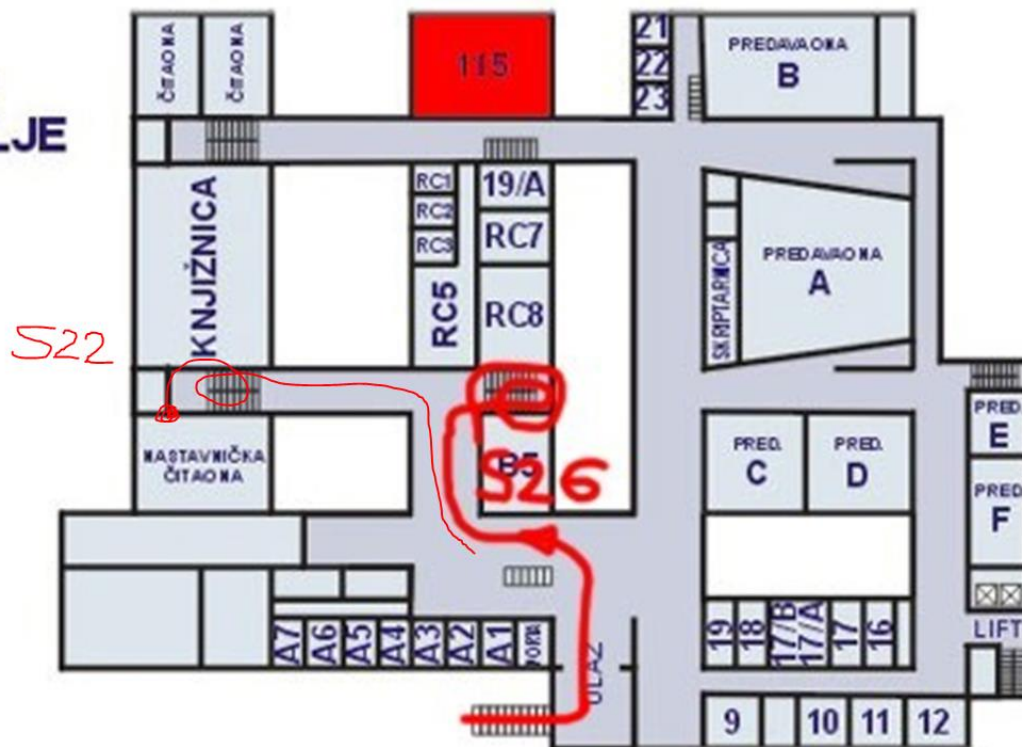 ČITAONA
ČITAONA
115
21
22
23
PREDAVAONA
B
LJE
KNJIŽNICA
RC1
RC2
RC3
RC5
19/A
RC7
RC8
SKRIPTARNICA
PREDAVAONA
A
S22
NASTAVNIČKA
ČITAONA
S26
PRED.
C
PRED.
D
PRED.
E
PRED.
F
LIFT
A7
A6
A5
A4
A3
A2
A1
ULAZ
19
18
17/B
17/A
17
16
9
10
11
12